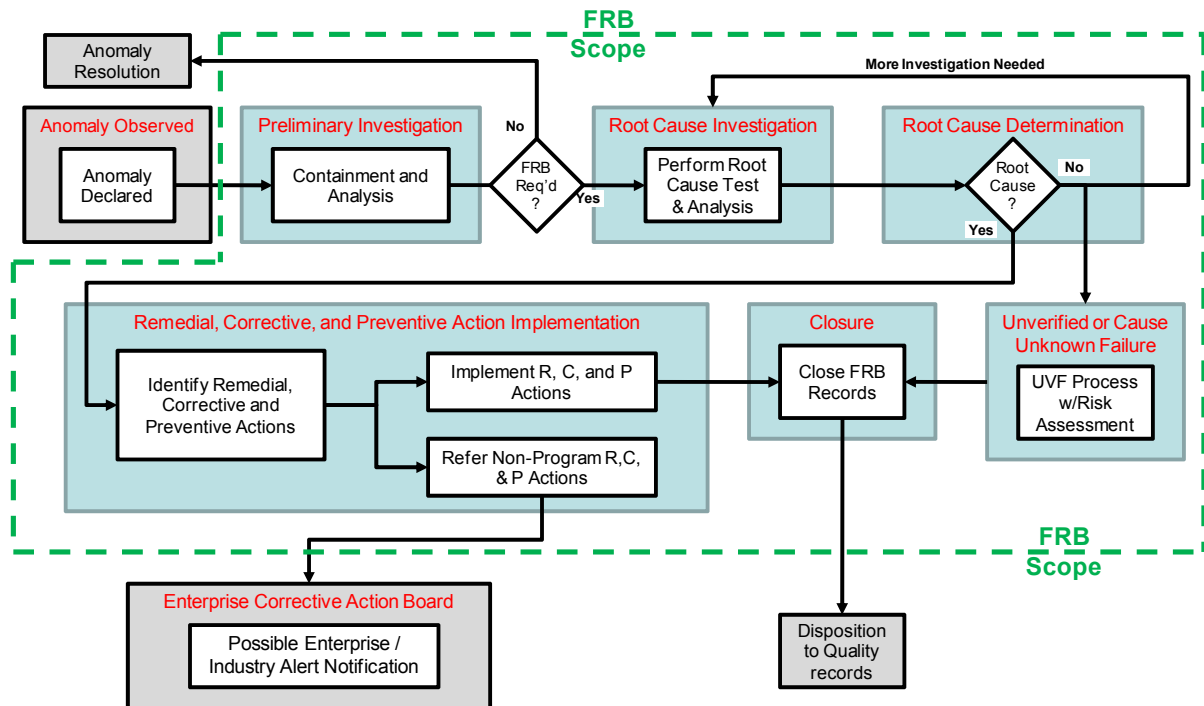 FRB
Scope
Anomaly
Resolution
More Investigation Needed
Anomaly Observed
Anomaly
Declared
Preliminary Investigation
Containment and
Analysis
No
FRB
Req'd
?
Yes
Root Cause Investigation
Perform Root
Cause Test
& Analysis
Root Cause Determination
Root
Cause
?
No
Yes
Remedial, Corrective, and Preventive Action Implementation
Identify Remedial,
Corrective and
Preventive Actions
Implement R, C, and P
Actions
Refer Non-Program R,C,
& P Actions
Closure
Close FRB
Records
Unverified or Cause
Unknown Failure
UVF Process
w/Risk
Assessment
FRB
Scope
Enterprise Corrective Action Board
Possible Enterprise /
Industry Alert Notification
Disposition
to Quality
records